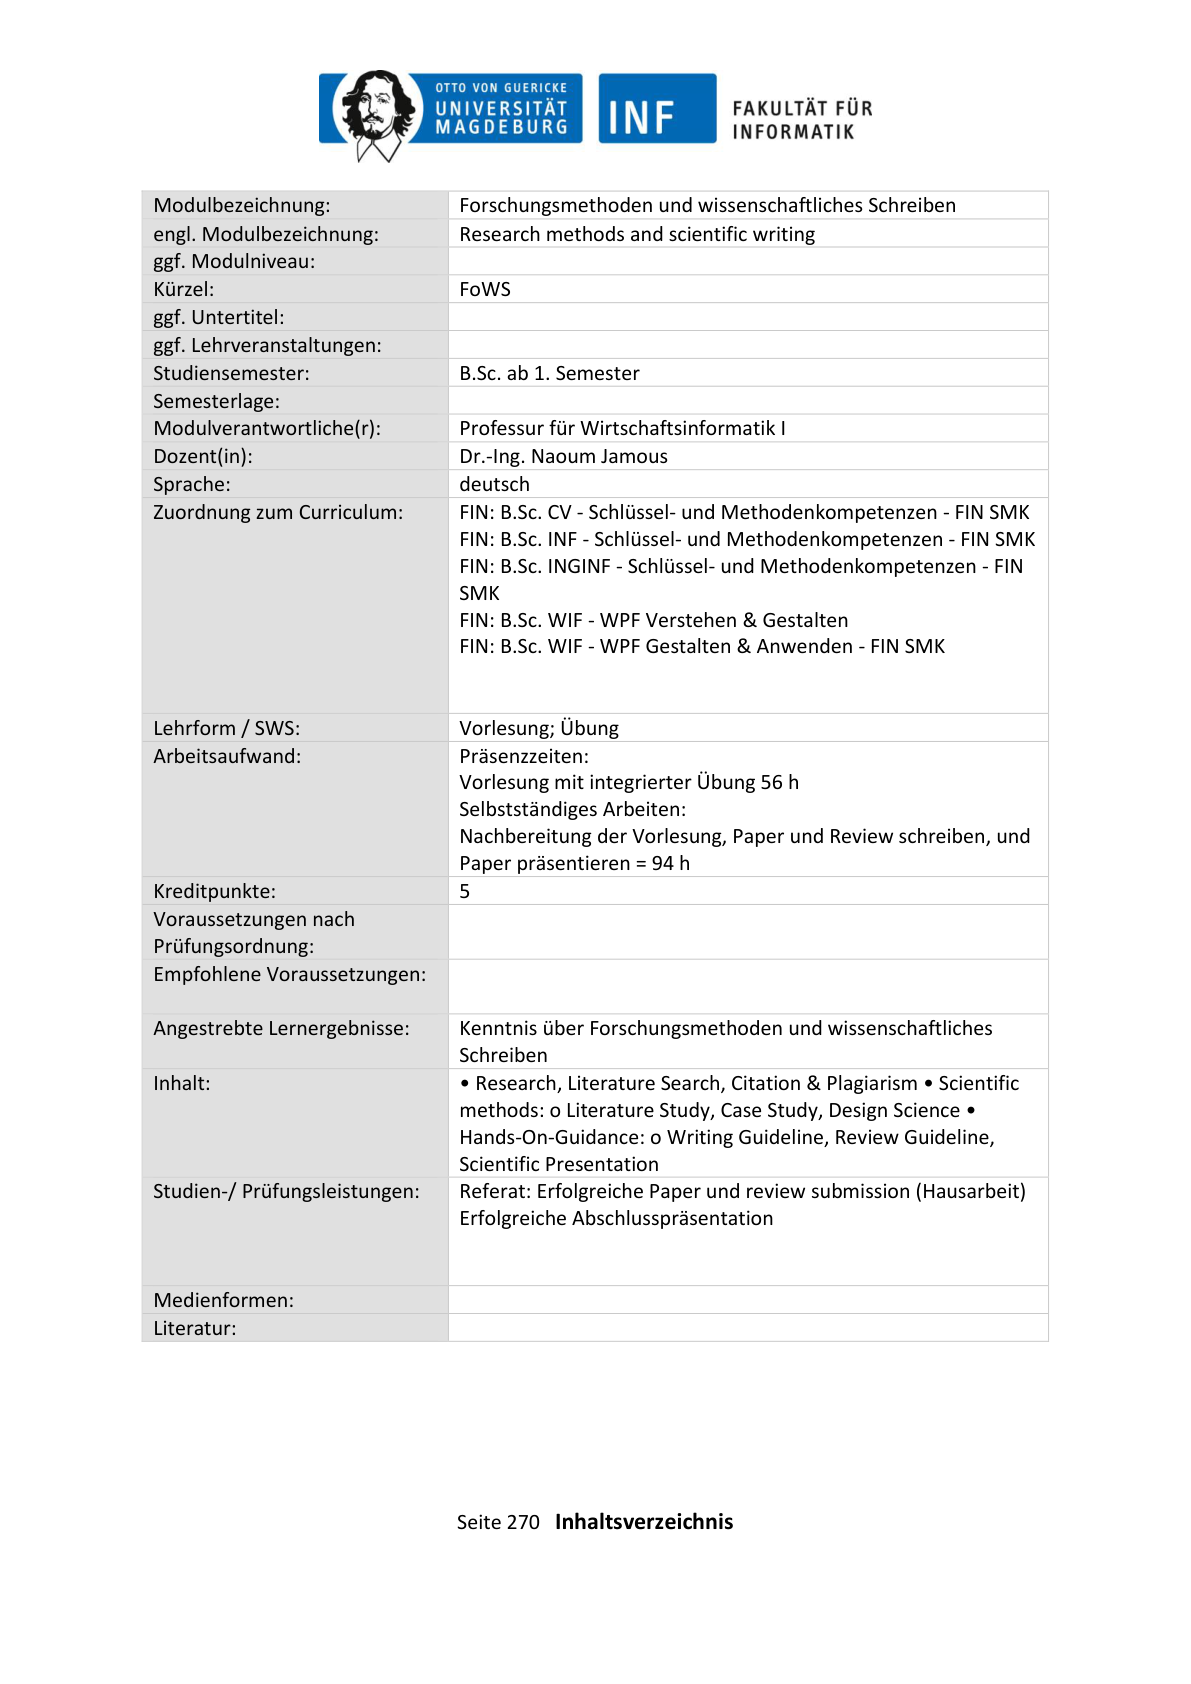 OTTO VON GUERICKE
UNIVERSITÄT
MAGDEBURG
INF
FAKULTÄT FÜR
INFORMATIK
Modulbezeichnung: Forschungsmethoden und wissenschaftliches Schreiben
engl. Modulbezeichnung: Research methods and scientific writing
ggf. Modulniveau:
Kürzel: FoWS
ggf. Untertitel:
ggf. Lehrveranstaltungen:
Studiensemester: B.Sc. ab 1. Semester
Semesterlage:
Modulverantwortliche(r): Professur für Wirtschaftsinformatik I
Dozent(in): Dr.-Ing. Naoum Jamous
Sprache: deutsch
Zuordnung zum Curriculum: FIN: B.Sc. CV - Schlüssel- und Methodenkompetenzen - FIN SMK
FIN: B.Sc. INF - Schlüssel- und Methodenkompetenzen - FIN SMK
FIN: B.Sc. INGINF - Schlüssel- und Methodenkompetenzen - FIN
SMK
FIN: B.Sc. WIF - WPF Verstehen & Gestalten
FIN: B.Sc. WIF - WPF Gestalten & Anwenden - FIN SMK
Lehrform / SWS: Vorlesung; Übung
Arbeitsaufwand: Präsenzzeiten:
Vorlesung mit integrierter Übung 56 h
Selbstständiges Arbeiten:
Nachbereitung der Vorlesung, Paper und Review schreiben, und
Paper präsentieren = 94 h
Kreditpunkte: 5
Voraussetzungen nach
Prüfungsordnung:
Empfohlene Voraussetzungen:
Angestrebte Lernergebnisse: Kenntnis über Forschungsmethoden und wissenschaftliches
Schreiben
Inhalt: • Research, Literature Search, Citation & Plagiarism • Scientific
methods: o Literature Study, Case Study, Design Science •
Hands-On-Guidance: o Writing Guideline, Review Guideline,
Scientific Presentation
Studien-/ Prüfungsleistungen: Referat: Erfolgreiche Paper und review submission (Hausarbeit)
Erfolgreiche Abschlusspräsentation
Medienformen:
Literatur:
Seite 270 Inhaltsverzeichnis